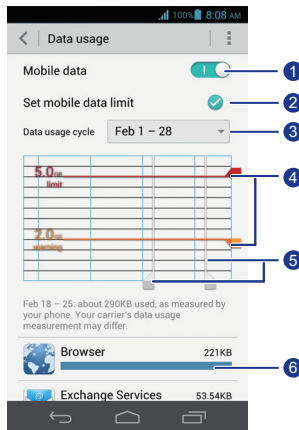 100% 8:08 AM
Data usage
Mobile data
1
Set mobile data limit
2
Data usage cycle Feb 1 – 28
3
5.0 GB
limit
4
2.0 GB
warning
5
Feb 18 – 25: about 290KB used, as measured by
your phone. Your carrier's data usage
measurement may differ.
Browser 221KB
6
Exchange Services 53.54KB